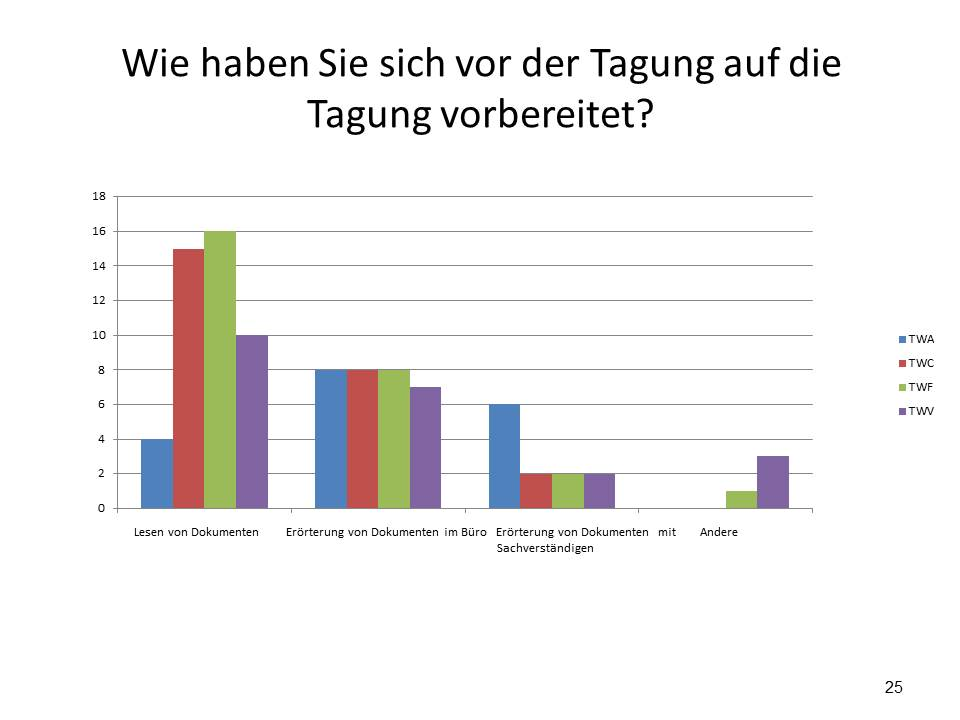 Wie haben Sie sich vor der Tagung auf die
Tagung vorbereitet?
18
16
14
12
10
8
6
4
2
0
Lesen von Dokumenten
Erörterung von Dokumenten im Büro
Erörterung von Dokumenten mit
Sachverständigen
Andere
TWA
TWC
TWF
TWV
25